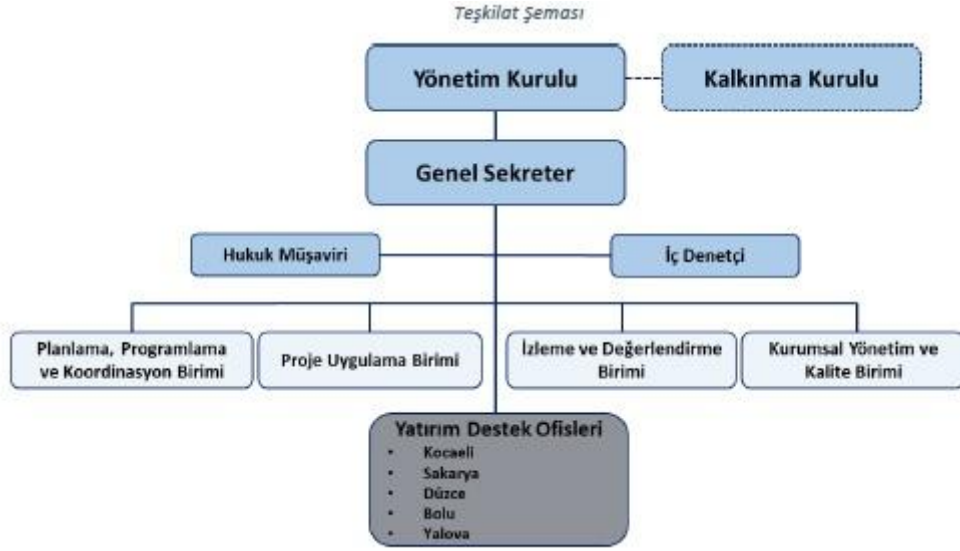 Teşkilat Şeması
Yönetim Kurulu
Kalkınma Kurulu
Genel Sekreter
Hukuk Müşaviri
İç Denetçi
Planlama, Programlama
ve Koordinasyon Birimi
Proje Uygulama Birimi
İzleme ve Değerlendirme
Birimi
Kurumsal Yönetim ve
Kalite Birimi
Yatırım Destek Ofisleri
• Kocaeli
• Sakarya
• Düzce
• Bolu
• Yalova